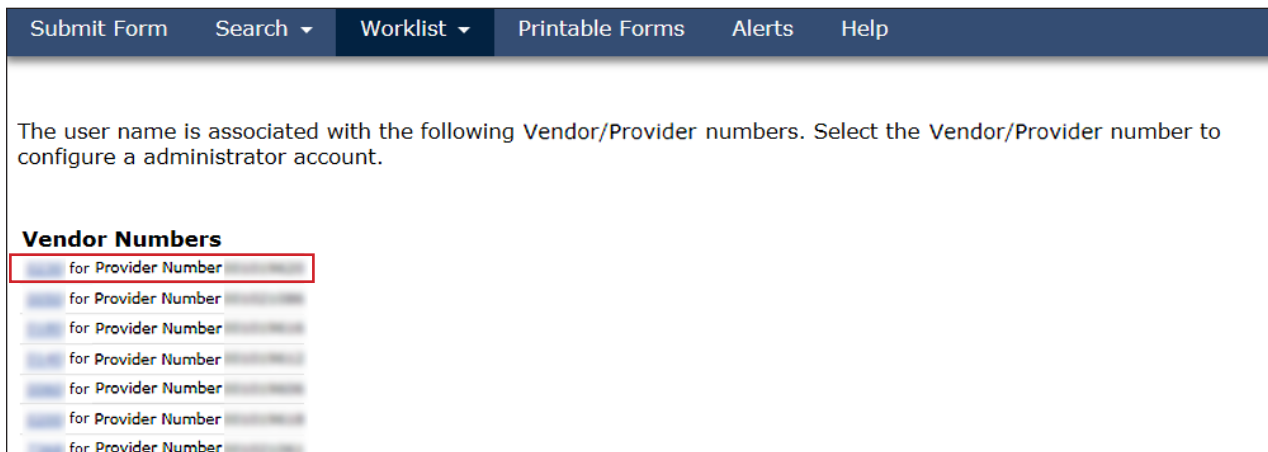 Submit Form Search Worklist Printable Forms Alerts Help
The user name is associated with the following Vendor/Provider numbers. Select the Vendor/Provider number to
configure a administrator account.
Vendor Numbers
for Provider Number
for Provider Number
for Provider Number
for Provider Number
for Provider Number
for Provider Number
for Provider Number